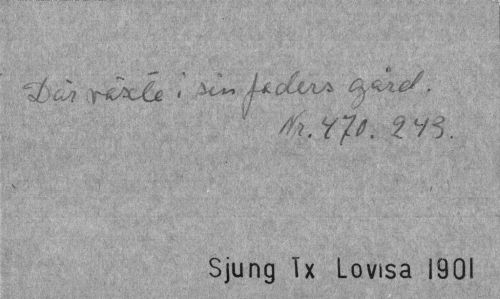 Där växte i sin faders gård.
Nr. 470. 243.
Sjung Tx Lovisa 1901